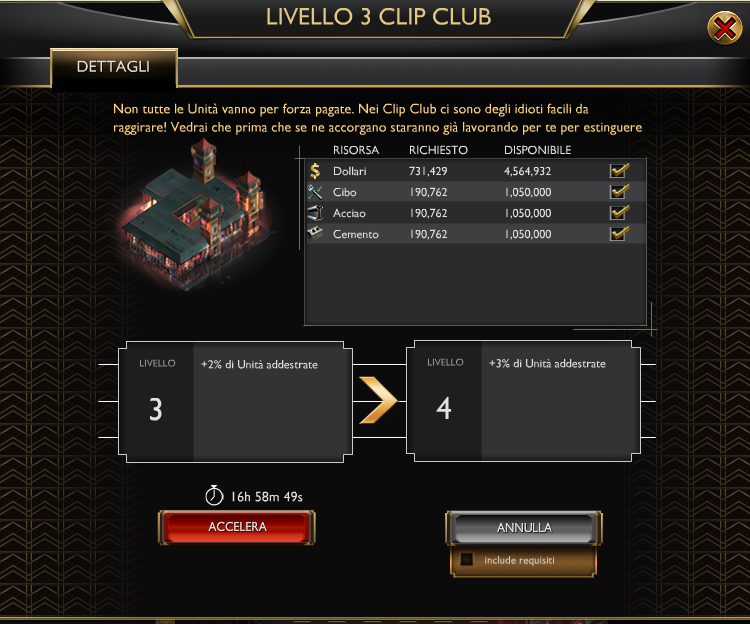 LIVELLO 3 CLIP CLUB
DETTAGLI
Non tutte le Unità vanno per forza pagate. Nei Clip Club ci sono degli idioti facili da
raggirare! Vedrai che prima che se ne accorgano staranno già lavorando per te per estinguere
RISORSA RICHIESTO DISPONIBILE
Dollari 731,429 4,564,932
Cibo 190,762 1,050,000
Acciao 190,762 1,050,000
Cemento 190,762 1,050,000
LIVELLO
3
+2% di Unità addestrate
LIVELLO
4
+3% di Unità addestrate
16h 58m 49s
ACCELERA
ANNULLA
include requisiti